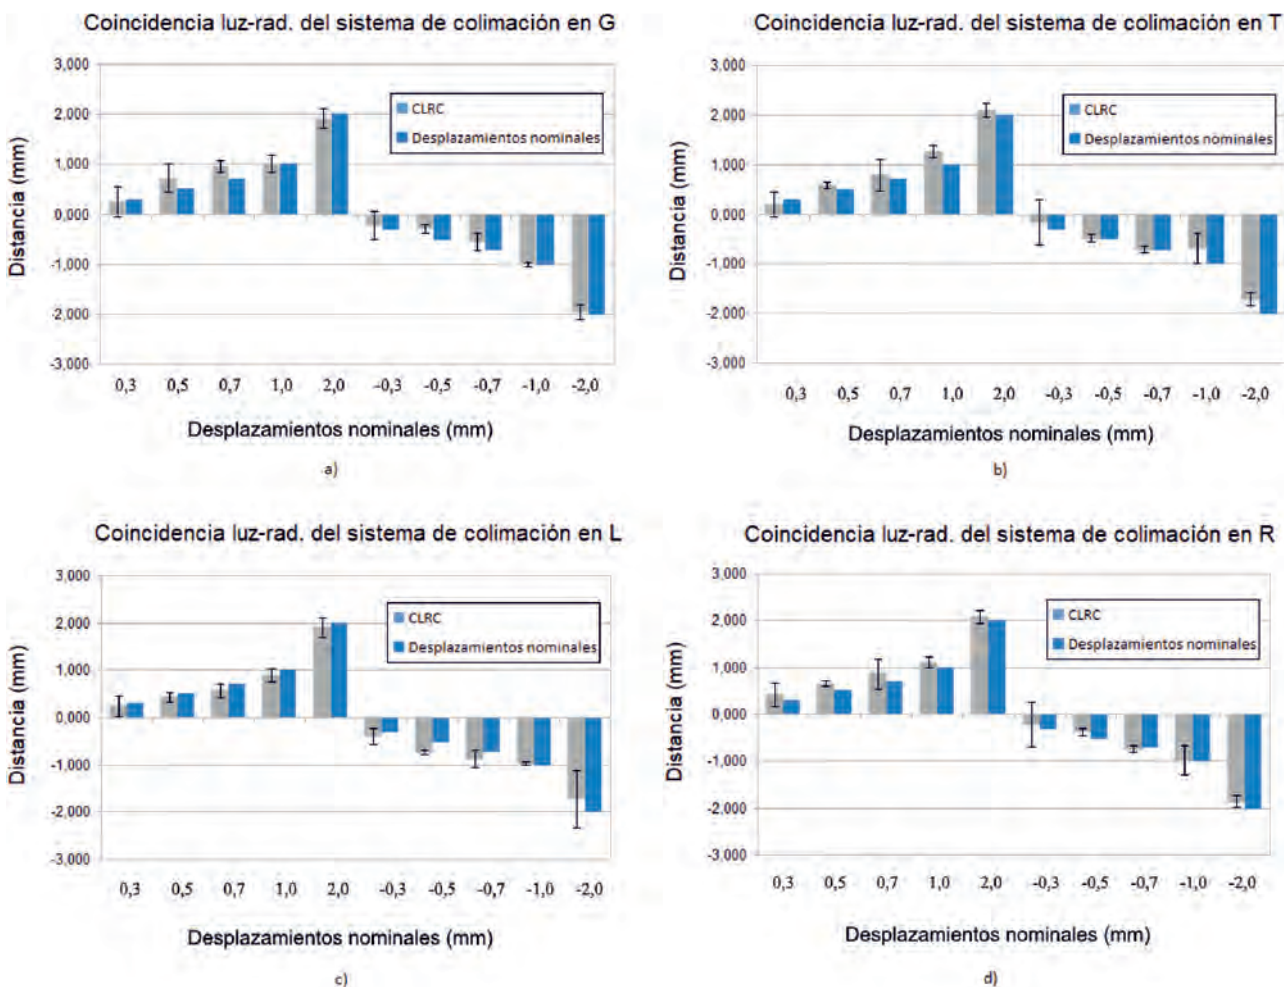 Coincidencia luz-rad. del sistema de colimación en G
3,000
2,000
1,000
0,000
-1,000
-2,000
-3,000
Distancia (mm)
CLRC
Desplazamientos nominales
0,3 0,5 0,7 1,0 2,0 -0,3 -0,5 -0,7 -1,0 -2,0
Desplazamientos nominales (mm)
a)
Coincidencia luz-rad. del sistema de colimación en T
3,000
2,000
1,000
0,000
-1,000
-2,000
-3,000
Distancia (mm)
CLRC
Desplazamientos nominales
0,3 0,5 0,7 1,0 2,0 -0,3 -0,5 -0,7 -1,0 -2,0
Desplazamientos nominales (mm)
b)
Coincidencia luz-rad. del sistema de colimación en L
3,000
2,000
1,000
0,000
-1,000
-2,000
-3,000
Distancia (mm)
CLRC
Desplazamientos nominales
0,3 0,5 0,7 1,0 2,0 -0,3 -0,5 -0,7 -1,0 -2,0
Desplazamientos nominales (mm)
c)
Coincidencia luz-rad. del sistema de colimación en R
3,000
2,000
1,000
0,000
-1,000
-2,000
-3,000
Distancia (mm)
CLRC
Desplazamientos nominales
0,3 0,5 0,7 1,0 2,0 -0,3 -0,5 -0,7 -1,0 -2,0
Desplazamientos nominales (mm)
d)